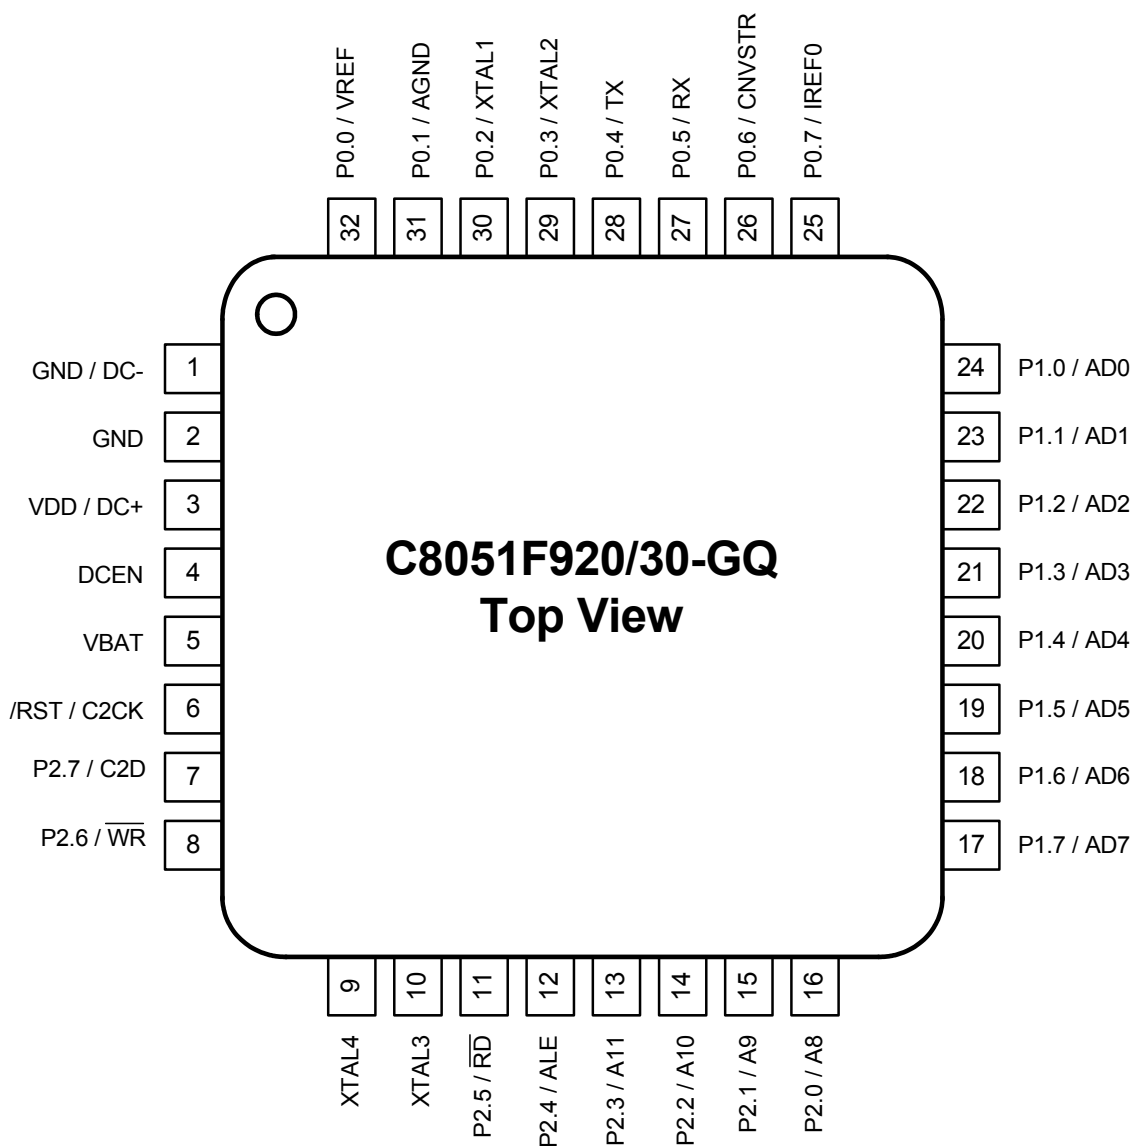 P0.0 / VREF
P0.1 / AGND
P0.2 / XTAL1
P0.3 / XTAL2
P0.4 / TX
P0.5 / RX
P0.6 / CNVSTR
P0.7 / IREF0
32
31
30
29
28
27
26
25
GND / DC-
1
GND
2
VDD / DC+
3
DCEN
4
VBAT
5
/RST / C2CK
6
P2.7 / C2D
7
P2.6 / W̅R̅
8
C8051F920/30-GQ
Top View
24
P1.0 / AD0
23
P1.1 / AD1
22
P1.2 / AD2
21
P1.3 / AD3
20
P1.4 / AD4
19
P1.5 / AD5
18
P1.6 / AD6
17
P1.7 / AD7
9
10
11
12
13
14
15
16
XTAL4
XTAL3
P2.5 / R̅D̅
P2.4 / ALE
P2.3 / A11
P2.2 / A10
P2.1 / A9
P2.0 / A8